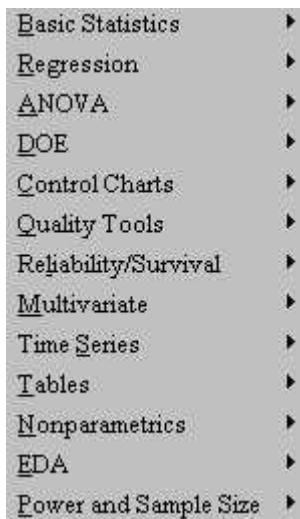 Basic Statistics
Regression
ANOVA
DOE
Control Charts
Quality Tools
Reliability/Survival
Multivariate
Time Series
Tables
Nonparametrics
EDA
Power and Sample Size